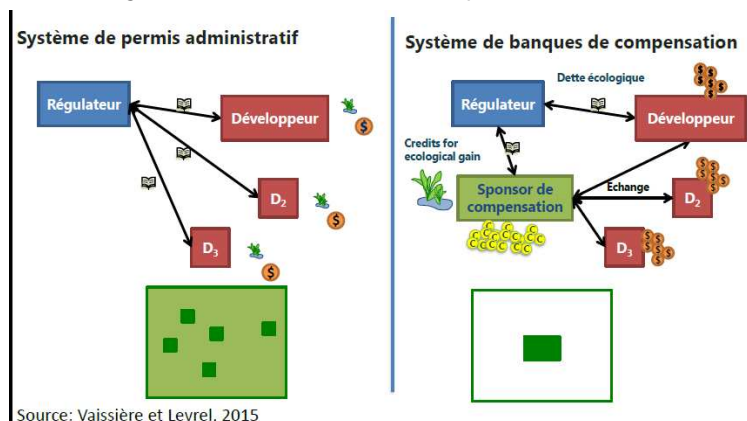 Système de permis administratif
Régulateur
Développeur
$
D2
$
D3
$
Système de banques de compensation
Dette écologique
Régulateur
Développeur
Credits for
ecological gain
Sponsor de
compensation
Echange
D2
D3
Source: Vaissière et Levrel, 2015